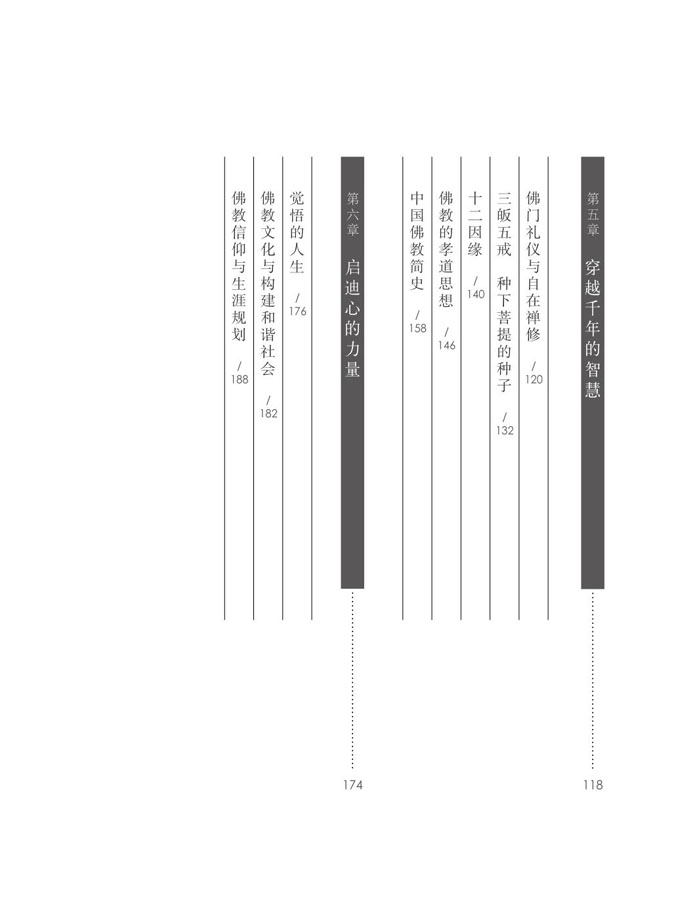 第五章 穿越千年的智慧
118
佛门礼仪与自在禅修 / 120
三皈五戒 种下菩提的种子 / 132
十二因缘 / 140
佛教的孝道思想 / 146
中国佛教简史 / 158
第六章 启迪心的力量
174
觉悟的人生 / 176
佛教文化与构建和谐社会 / 182
佛教信仰与生涯规划 / 188